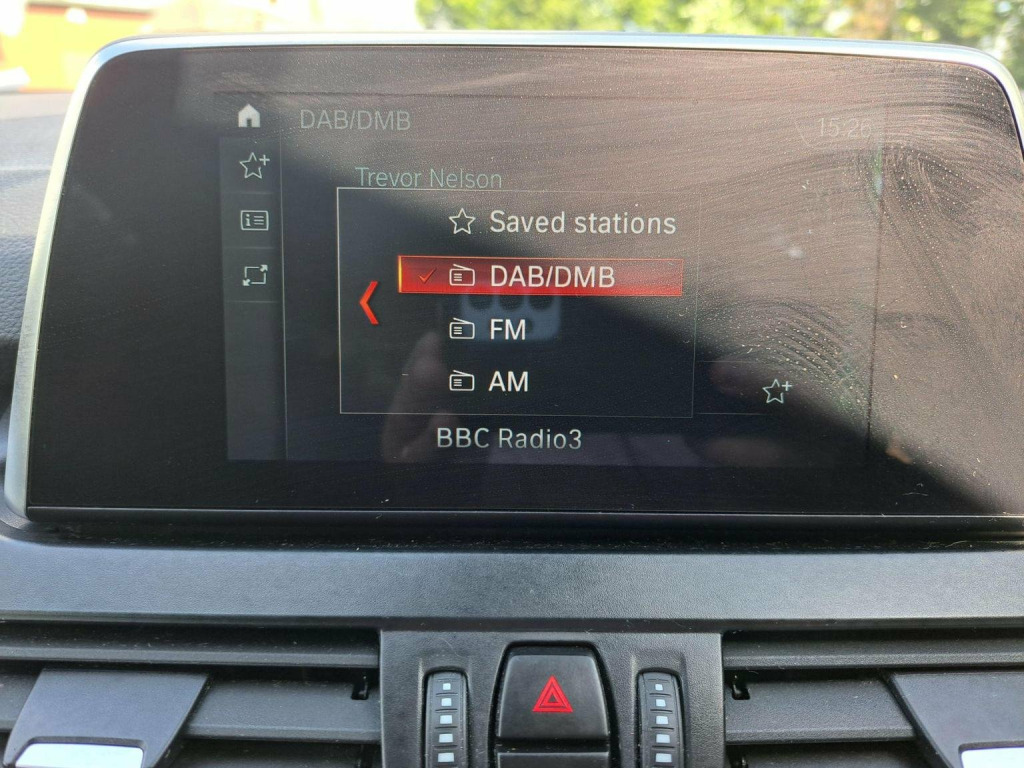 DAB/DMB
15:26
Trevor Nelson
Saved stations
DAB/DMB
FM
AM
BBC Radio3